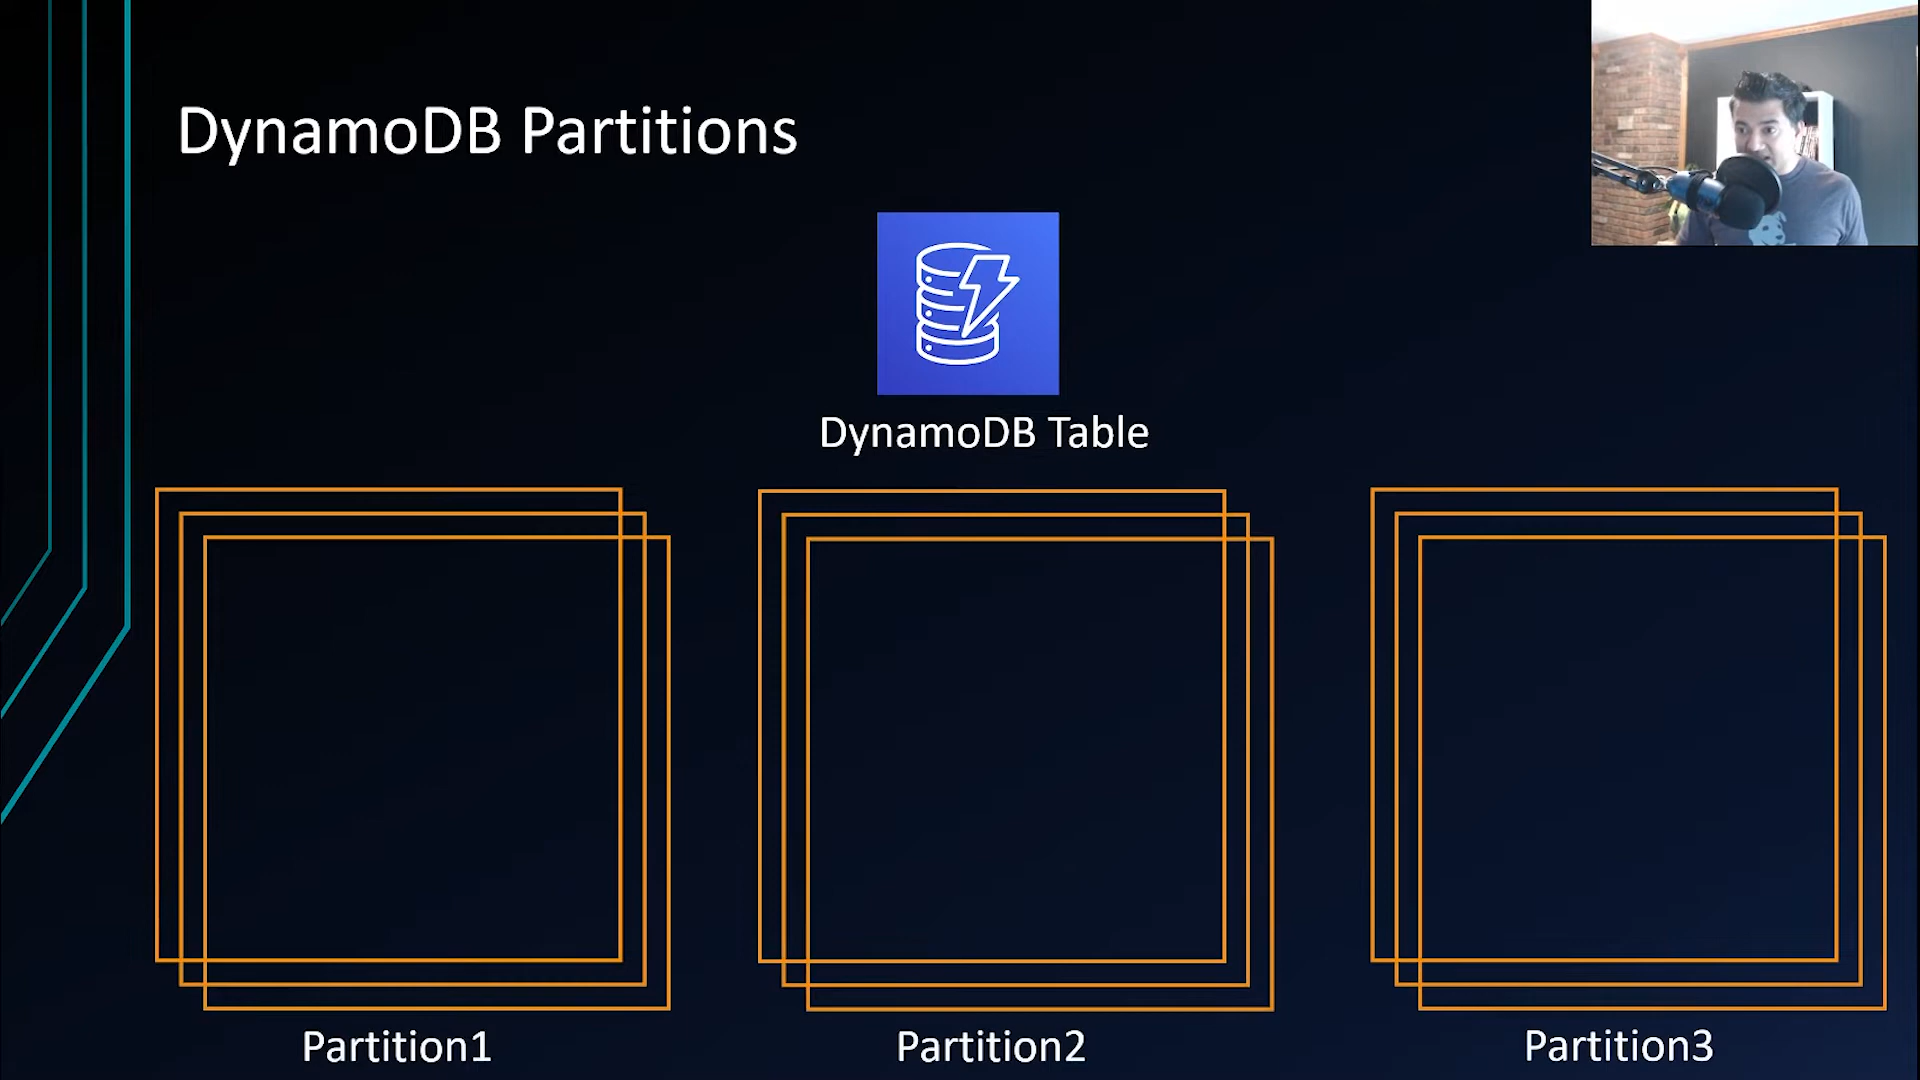 DynamoDB Partitions
DynamoDB Table
Partition1
Partition2
Partition3